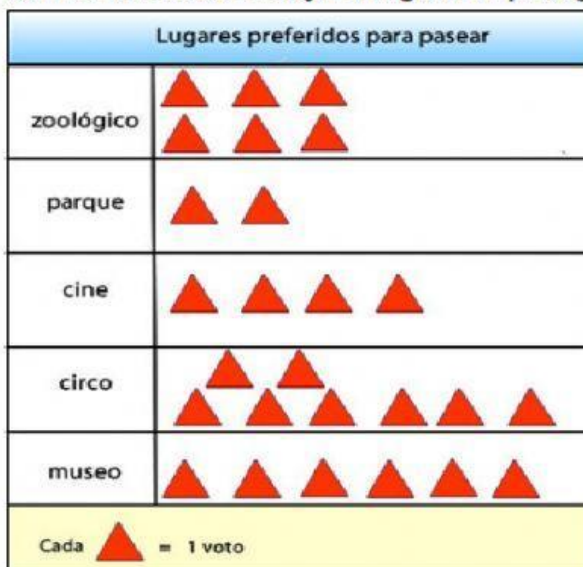 Lugares preferidos para pasear
zoológico
parque
cine
circo
museo
Cada = 1 voto